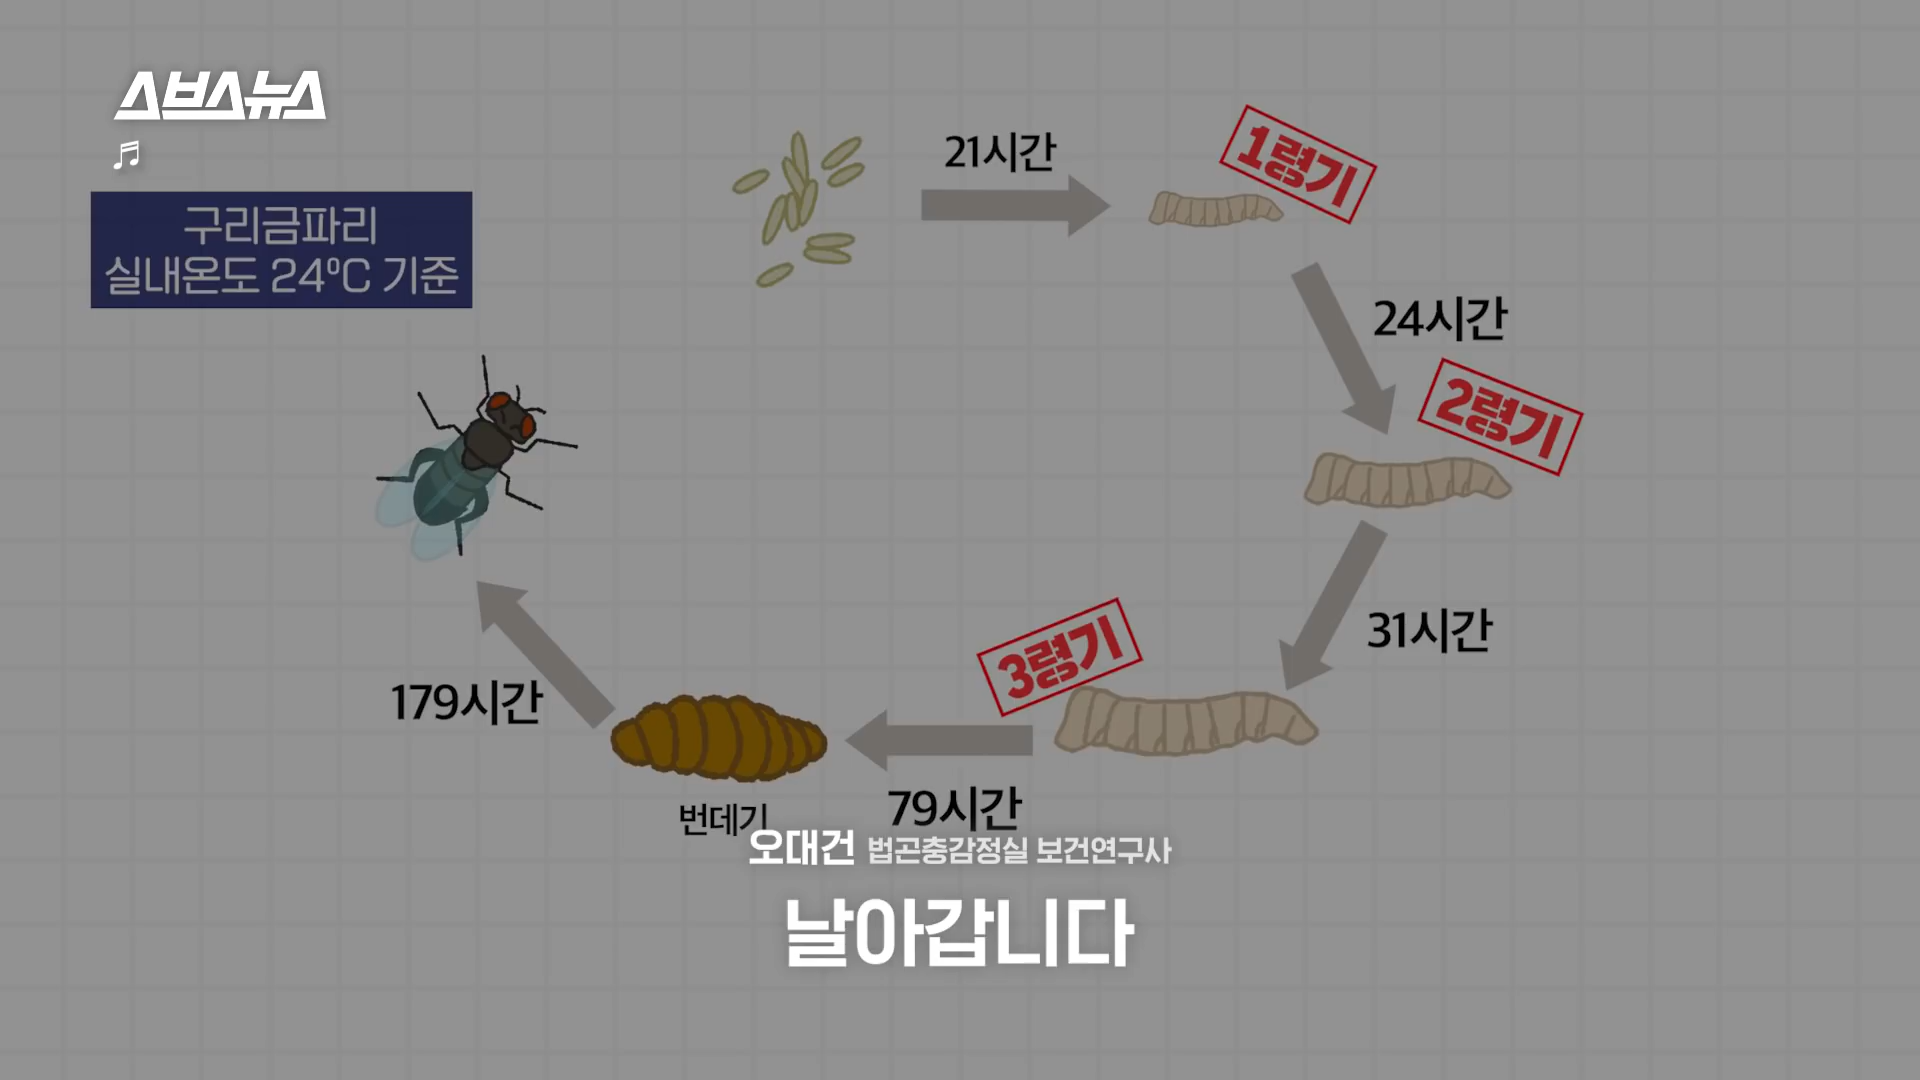 스브스뉴스
구리금파리
실내온도 24℃ 기준
21시간
1령기
24시간
2령기
31시간
3령기
79시간
번데기
179시간
오대건 법곤충감정실 보건연구사
날아갑니다